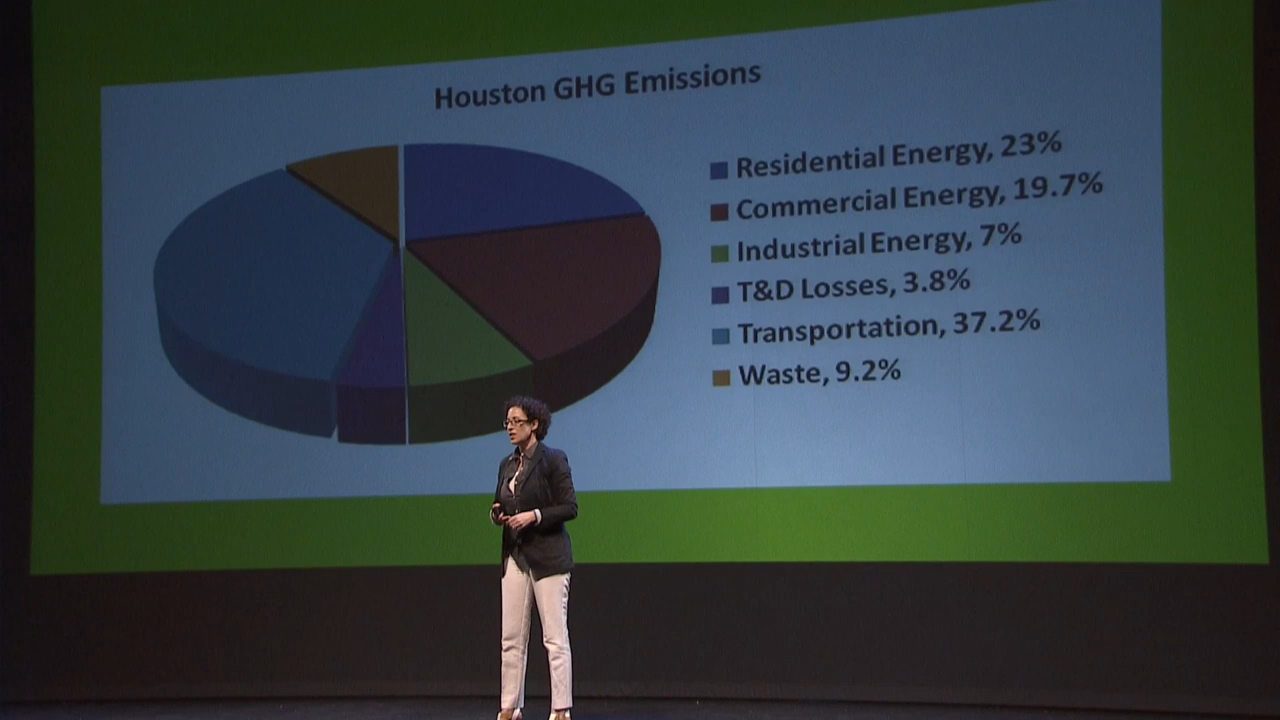 Houston GHG Emissions
Residential Energy, 23%
Commercial Energy, 19.7%
Industrial Energy, 7%
T&D Losses, 3.8%
Transportation, 37.2%
Waste, 9.2%